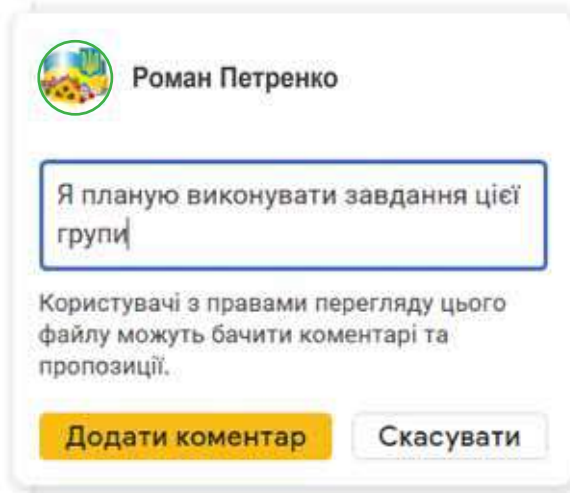 Роман Петренко
Я планую виконувати завдання цієї
групи
Користувачі з правами перегляду цього
файлу можуть бачити коментарі та
пропозиції.
Додати коментар
Скасувати